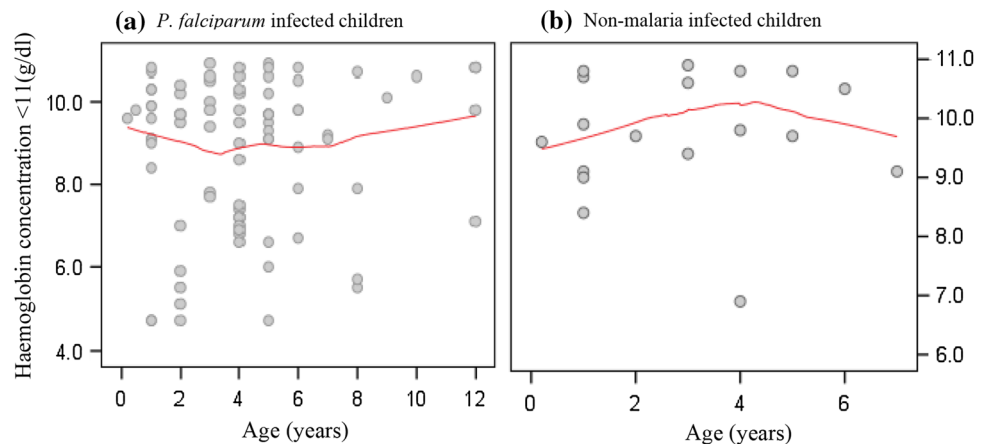 (a) P. falciparum infected children
(b) Non-malaria infected children
Haemoglobin concentration <11(g/dl)
10.0
8.0
6.0
4.0
0 2 4 6 8 10 12
Age (years)
11.0
10.0
9.0
8.0
7.0
6.0
0 2 4 6
Age (years)